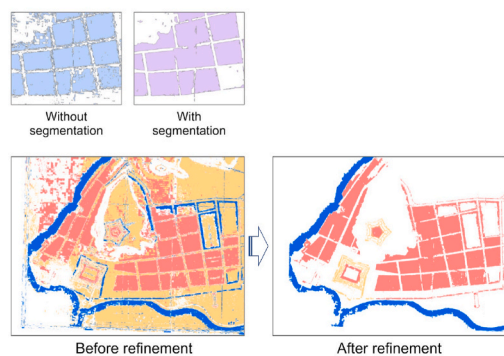 Without
segmentation
With
segmentation
Before refinement
After refinement